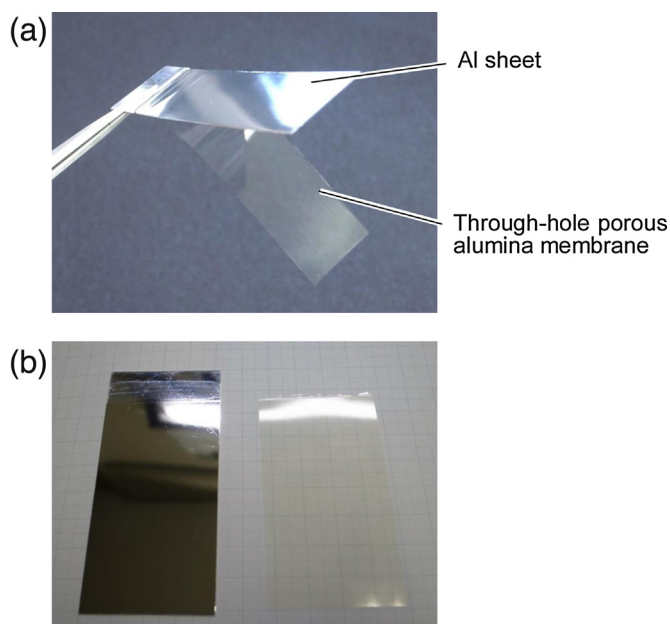 (a)
Al sheet
Through-hole porous
alumina membrane
(b)